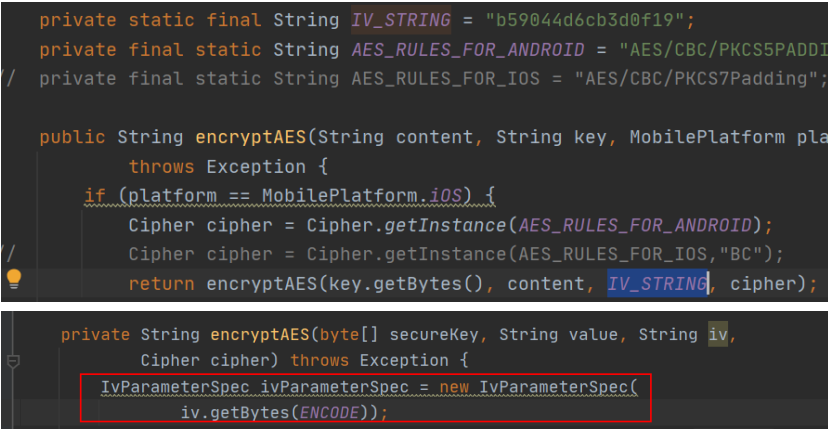 private static final String IV_STRING = "b59044d6cb3d0f19";
private final static String AES_RULES_FOR_ANDROID = "AES/CBC/PKCS5PADDI
// private final static String AES_RULES_FOR_IOS = "AES/CBC/PKCS7Padding";
public String encryptAES(String content, String key, MobilePlatform pla
throws Exception {
if (platform == MobilePlatform.iOS) {
Cipher cipher = Cipher.getInstance(AES_RULES_FOR_ANDROID);
// Cipher cipher = Cipher.getInstance(AES_RULES_FOR_IOS,"BC");
return encryptAES(key.getBytes(), content, IV_STRING, cipher);
private String encryptAES(byte[] secureKey, String value, String iv,
Cipher cipher) throws Exception {
IvParameterSpec ivParameterSpec = new IvParameterSpec(
iv.getBytes(ENCODE));